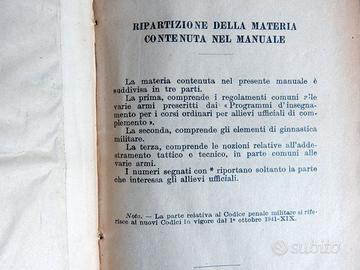 RIPARTIZIONE DELLA MATERIA
CONTENUTA NEL MANUALE
La materia contenuta nel presente manuale è
suddivisa in tre parti.
La prima, comprende i regolamenti comuni alle
varie armi prescritti dai « Programmi d'insegna-
mento per i corsi ordinari per allievi ufficiali di com-
plemento ».
La seconda, comprende gli elementi di ginnastica
militare.
La terza, comprende le nozioni relative all'adde-
stramento tattico e tecnico, in parte comuni alle
varie armi.
I numeri segnati con * riportano soltanto la parte
che interessa gli allievi ufficiali.
Nota. — La parte relativa al Codice penale militare si rife-
risce ai nuovi Codici in vigore dal 1° ottobre 1941-XIX.
subito